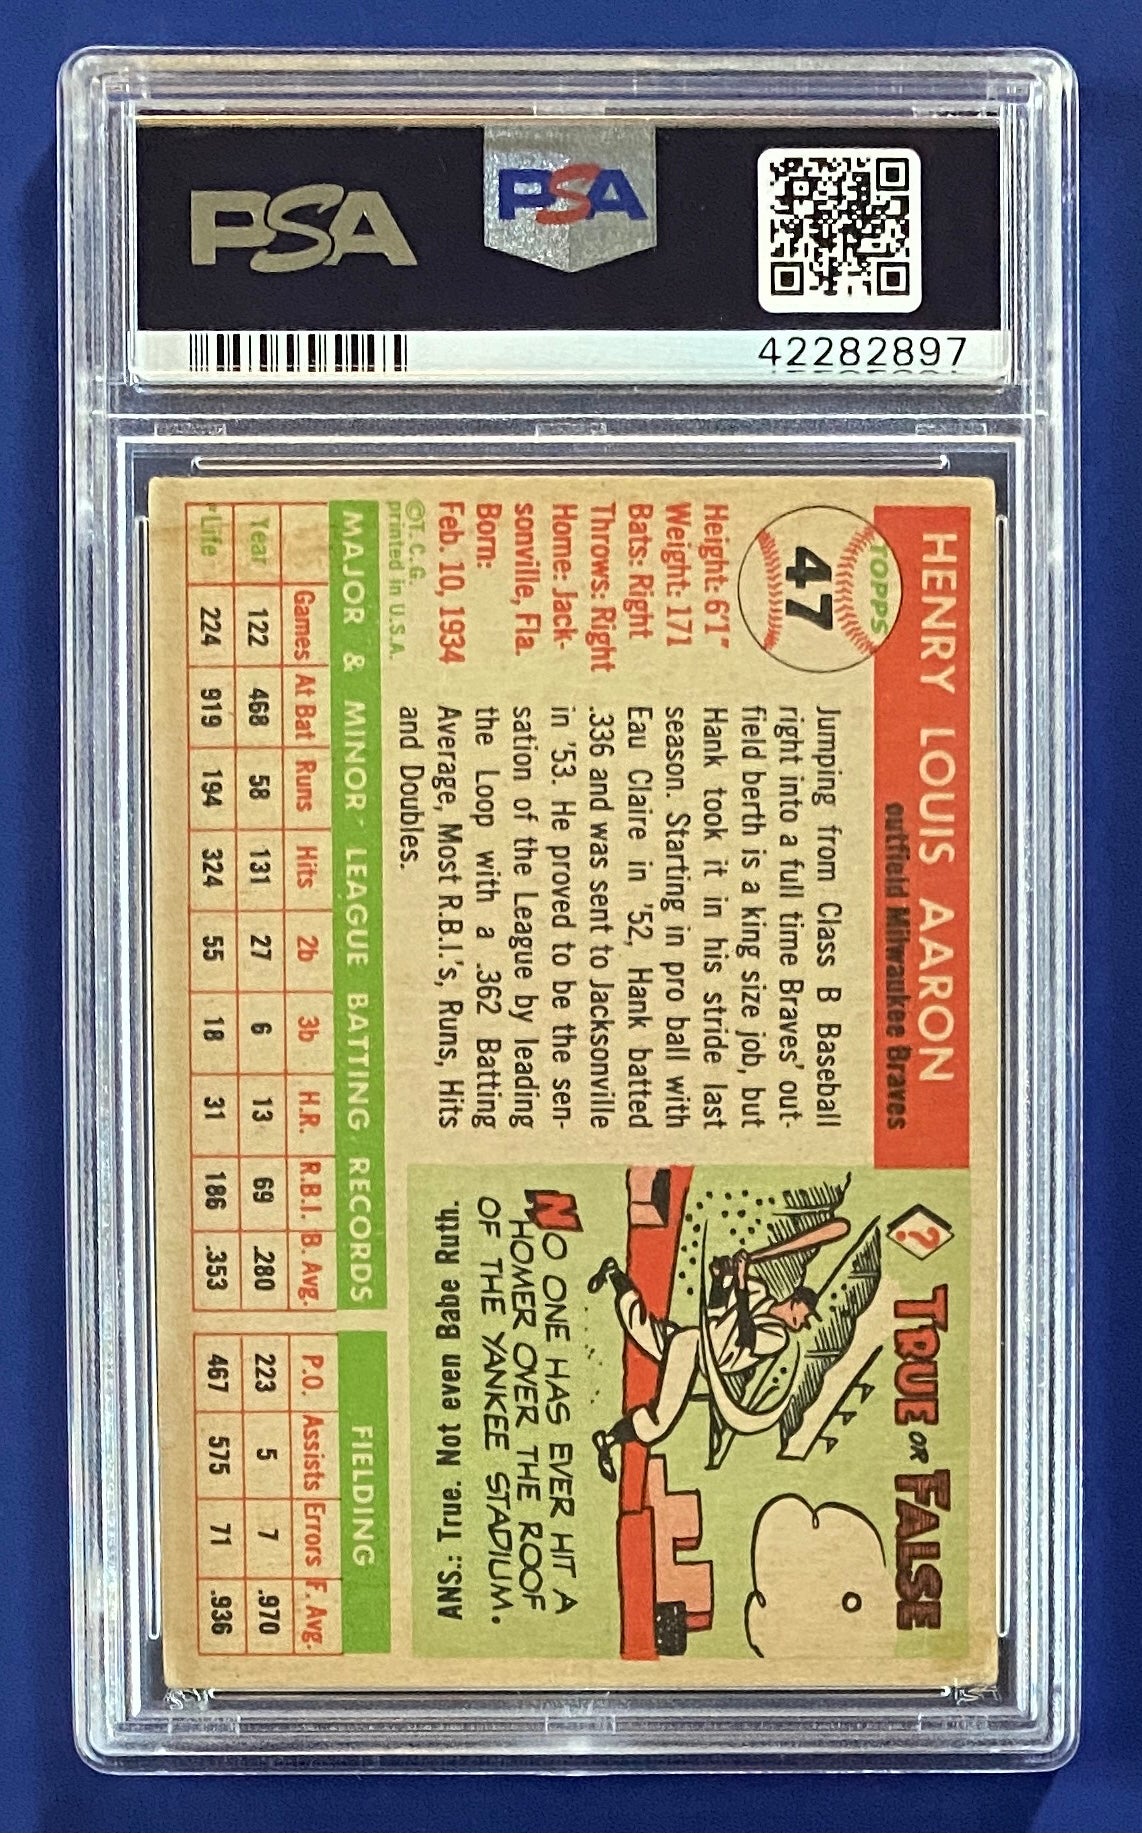 PSA
PSA
42282897
TOPPS
47
HENRY LOUIS AARON
outfield Milwaukee Braves
Height: 6'1"
Weight: 171
Bats: Right
Throws: Right
Home: Jack-
sonville, Fla.
Born:
Feb. 10, 1934
©T. C. G.
printed in U.S.A.
Jumping from Class B Baseball
right into a full time Braves' out-
field berth is a king size job, but
Hank took it in his stride last
season. Starting in pro ball with
Eau Claire in '52, Hank batted
.336 and was sent to Jacksonville
in '53. He proved to be the sen-
sation of the League by leading
the Loop with a .362 Batting
Average, Most R.B.I.'s, Runs, Hits
and Doubles.
? TRUE OR FALSE
NO ONE HAS EVER HIT A
HOMER OVER THE ROOF
OF THE YANKEE STADIUM.
ANS.: True. Not even Babe Ruth.
MAJOR & MINOR* LEAGUE BATTING RECORDS FIELDING
Games At Bat Runs Hits 2b 3b H.R. R.B.I. B. Avg. P.O. Assists Errors F. Avg.
Year 122 468 58 131 27 6 13 69 .280 223 5 7 .970
*Life 224 919 194 324 55 18 31 186 .353 467 575 71 .936